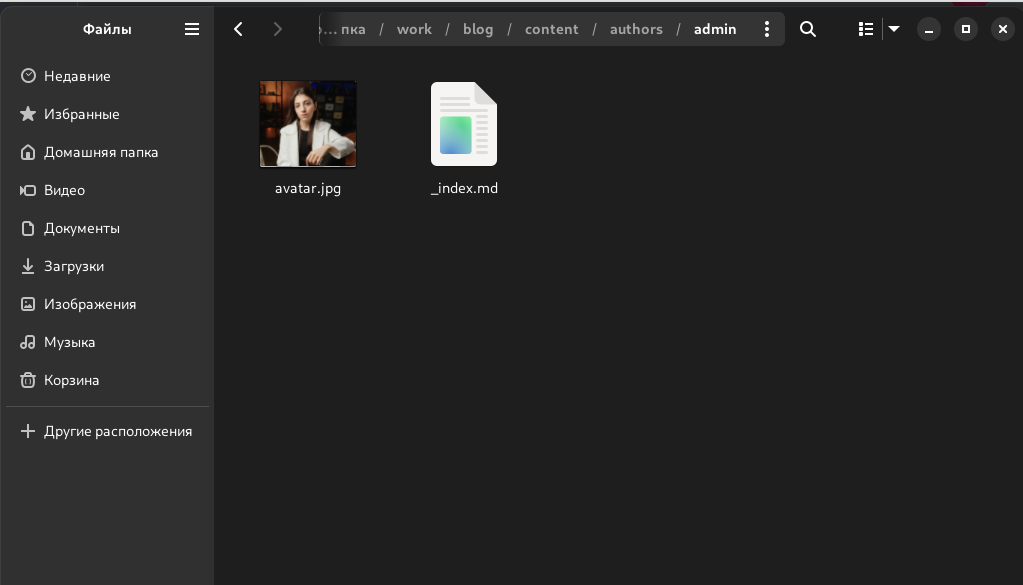 Файлы
… пка / work / blog / content / authors / admin
Недавние
Избранные
Домашняя папка
Видео
Документы
Загрузки
Изображения
Музыка
Корзина
Другие расположения
avatar.jpg
_index.md